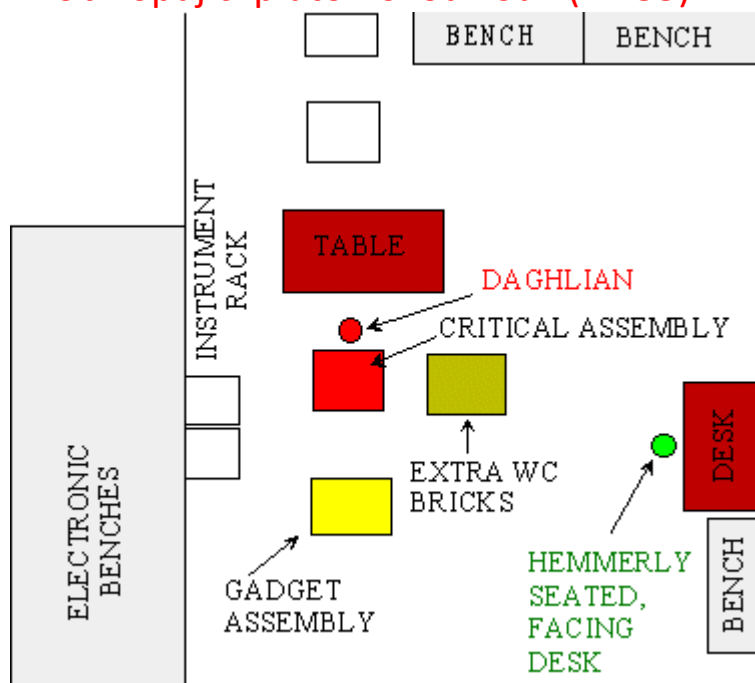 BENCH
BENCH
INSTRUMENT
RACK
TABLE
DAGHLIAN
CRITICAL ASSEMBLY
ELECTRONIC
BENCHES
EXTRA WC
BRICKS
DESK
GADGET
ASSEMBLY
HEMMERLY
SEATED,
FACING
DESK
BENCH